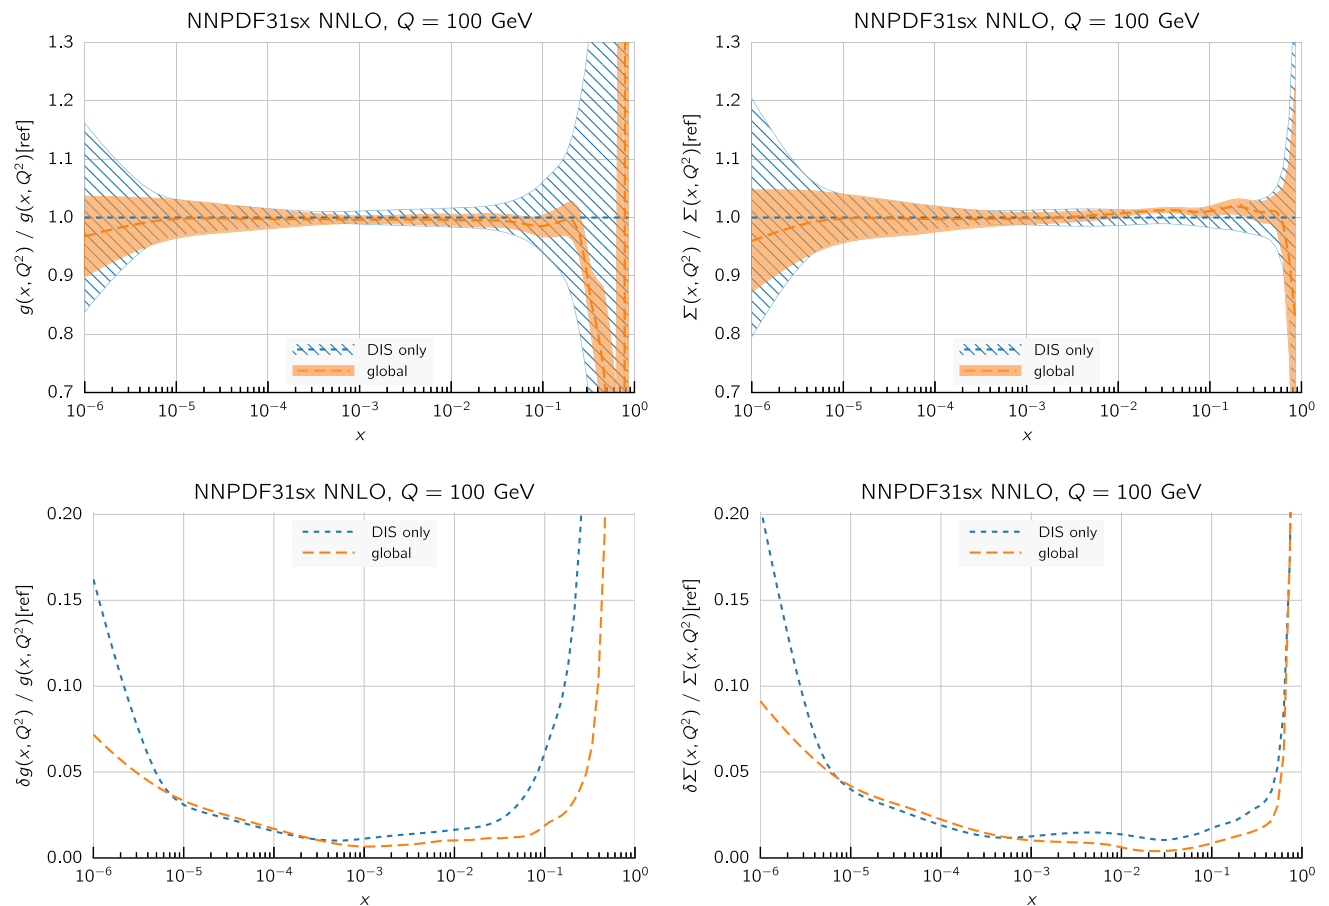 NNPDF31sx NNLO, Q = 100 GeV
g(x, Q²) / g(x, Q²)[ref]
1.3
1.2
1.1
1.0
0.9
0.8
0.7
DIS only
global
10⁻⁶ 10⁻⁵ 10⁻⁴ 10⁻³ 10⁻² 10⁻¹ 10⁰
x
NNPDF31sx NNLO, Q = 100 GeV
Σ(x, Q²) / Σ(x, Q²)[ref]
1.3
1.2
1.1
1.0
0.9
0.8
0.7
DIS only
global
10⁻⁶ 10⁻⁵ 10⁻⁴ 10⁻³ 10⁻² 10⁻¹ 10⁰
x
NNPDF31sx NNLO, Q = 100 GeV
δg(x, Q²) / g(x, Q²)[ref]
0.20
0.15
0.10
0.05
0.00
DIS only
global
10⁻⁶ 10⁻⁵ 10⁻⁴ 10⁻³ 10⁻² 10⁻¹ 10⁰
x
NNPDF31sx NNLO, Q = 100 GeV
δΣ(x, Q²) / Σ(x, Q²)[ref]
0.20
0.15
0.10
0.05
0.00
DIS only
global
10⁻⁶ 10⁻⁵ 10⁻⁴ 10⁻³ 10⁻² 10⁻¹ 10⁰
x